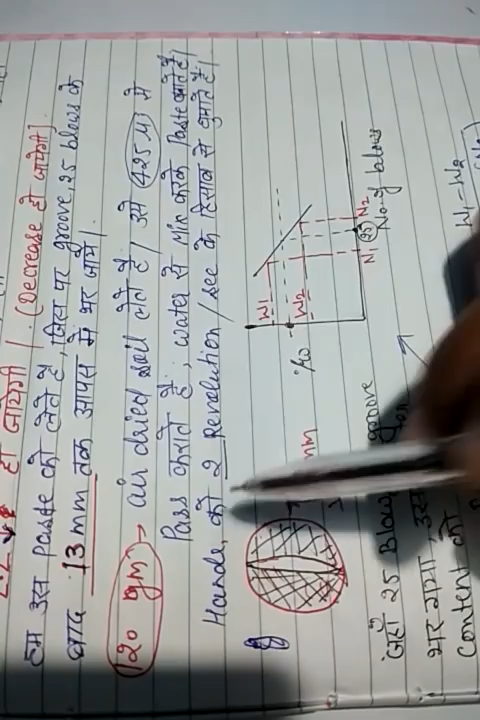 हो जायेगी । (Decrease हो जायेगी)
हम उस Paste को लेते है, जिस पर groove, 25 blows के
बाद 13 mm तक आपस में भर जाये।
120 gm → air dried soil लेते है, उसे 425 μ से
Pass कराते है, water से Mix करके Paste बनाते है।
Handle को 2 Revolution / sec के हिसाब से घुमाते है।
W1
W2
%
N1
25
N2
No of blows
mm
जहाँ 25 Blow groove
भर गया, उस
Content को
W1-W2